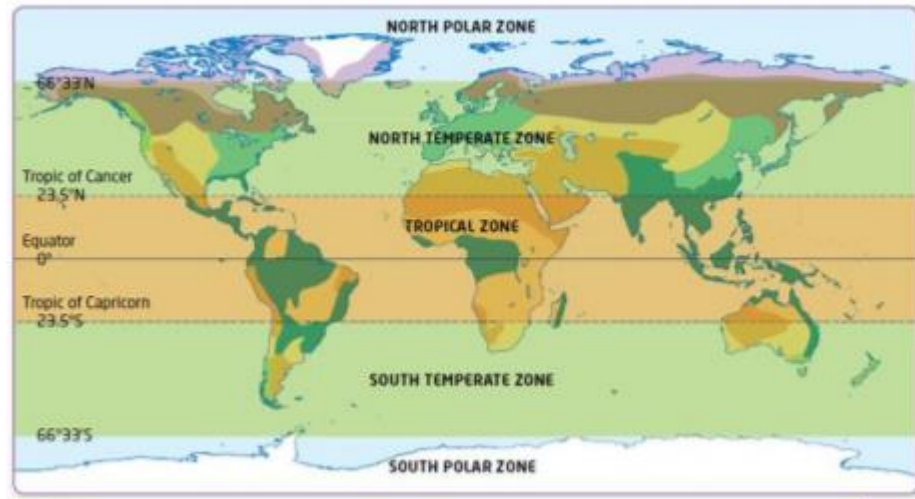 NORTH POLAR ZONE
66°33'N
NORTH TEMPERATE ZONE
Tropic of Cancer
23.5°N
TROPICAL ZONE
Equator
0°
Tropic of Capricorn
23.5°S
SOUTH TEMPERATE ZONE
66°33'S
SOUTH POLAR ZONE